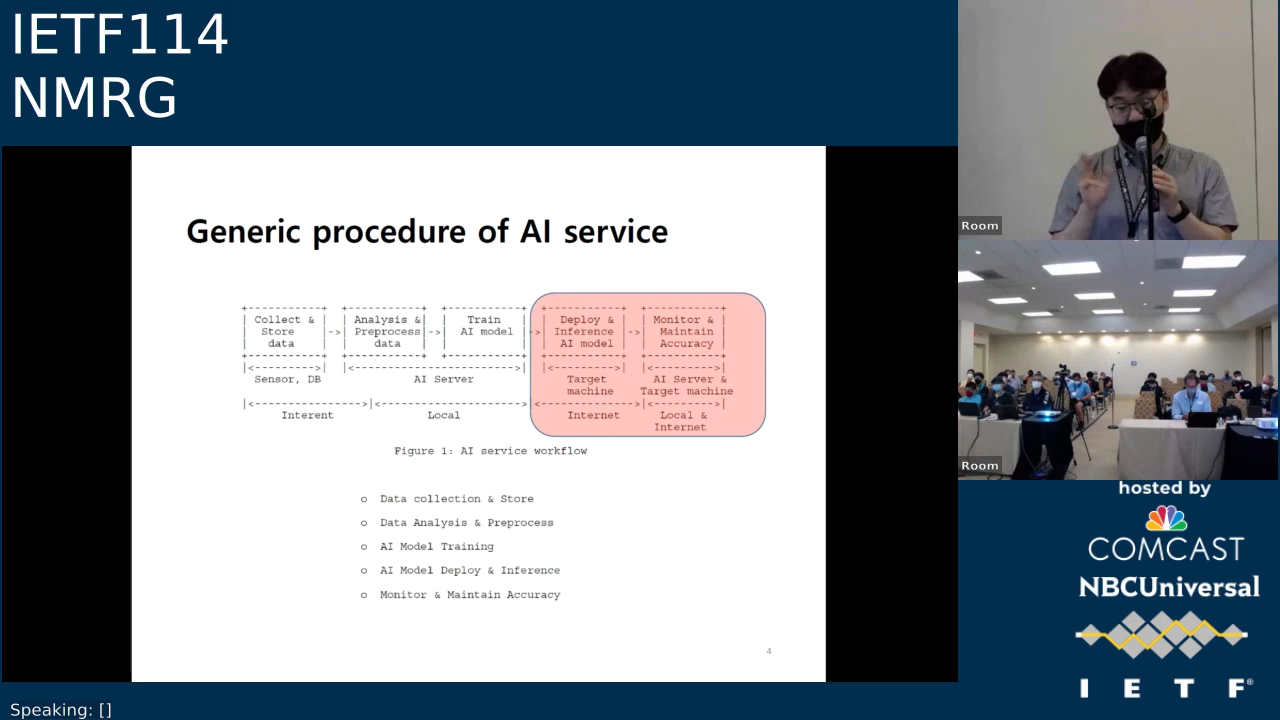 IETF114
NMRG
Generic procedure of AI service
Collect & Store data -> Analysis & Preprocess data -> Train AI model -> Deploy & Inference AI model -> Monitor & Maintain Accuracy
Sensor, DB
AI Server
Target machine
AI Server & Target machine
Interent
Local
Internet
Local & Internet
Figure 1: AI service workflow
o Data collection & Store
o Data Analysis & Preprocess
o AI Model Training
o AI Model Deploy & Inference
o Monitor & Maintain Accuracy
4
Room
Room
hosted by
COMCAST
NBCUniversal
I E T F®
Speaking: []